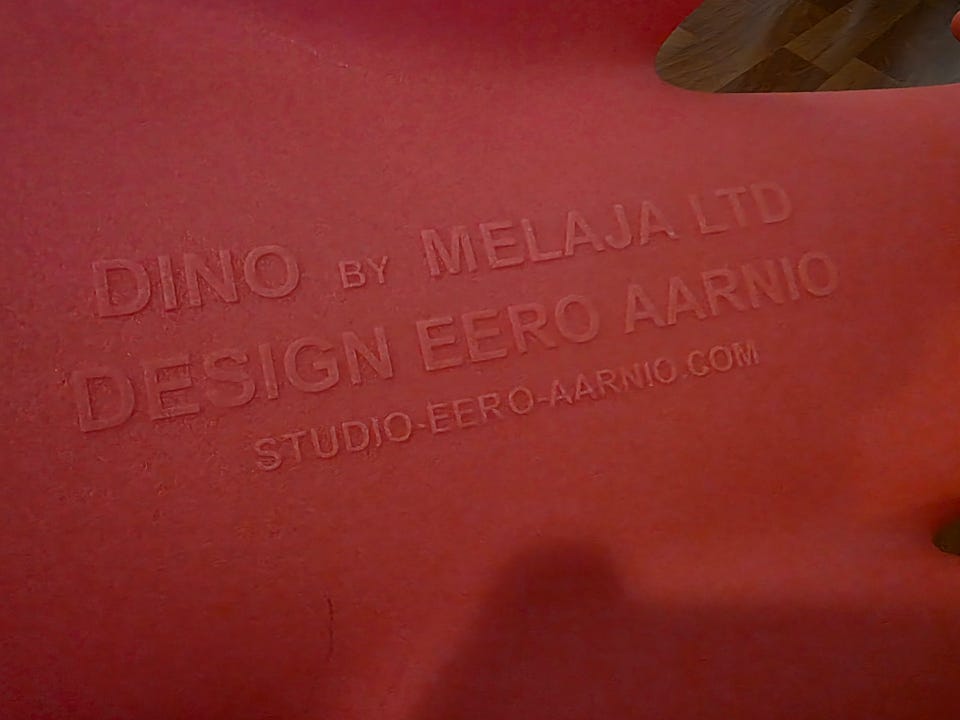 DINO BY MELAJA LTD
DESIGN EERO AARNIO
STUDIO-EERO-AARNIO.COM